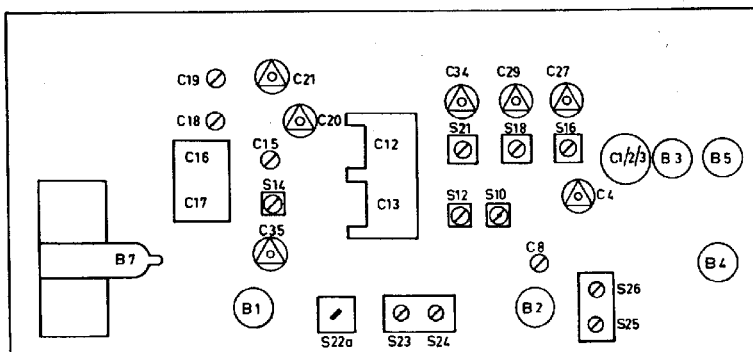 C34 C29 C27
C19 C21
C18 C20 S21 S18 S16
C16 C15 C12 C1/2/3 B3 B5
S14
C17 C13 S12 S10 C4
C35
B7 C8 B4
S26
B1 B2
S25
S22a S23 S24